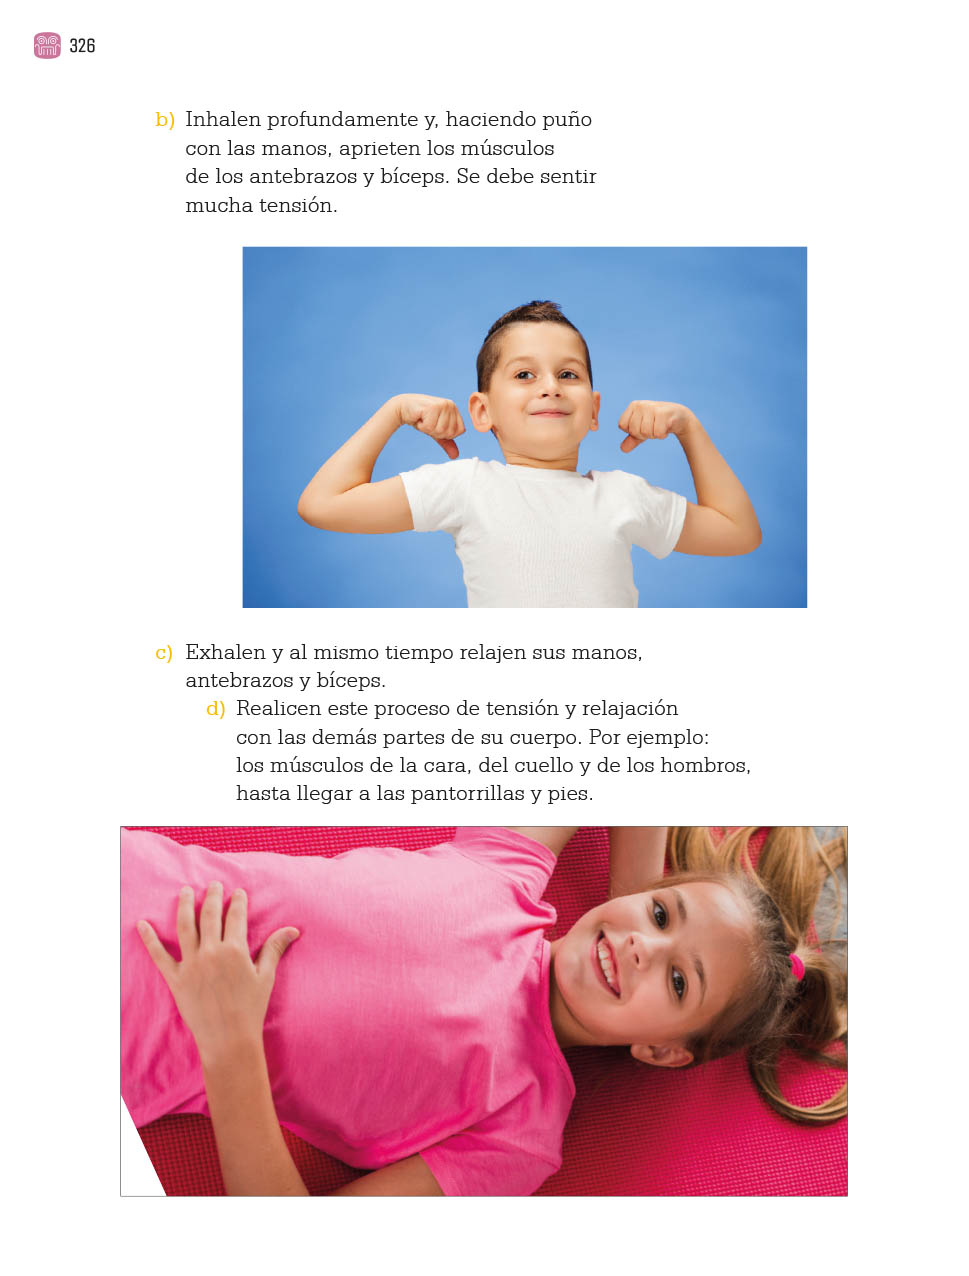 326
b) Inhalen profundamente y, haciendo puño
con las manos, aprieten los músculos
de los antebrazos y bíceps. Se debe sentir
mucha tensión.
c) Exhalen y al mismo tiempo relajen sus manos,
antebrazos y bíceps.
d) Realicen este proceso de tensión y relajación
con las demás partes de su cuerpo. Por ejemplo:
los músculos de la cara, del cuello y de los hombros,
hasta llegar a las pantorrillas y pies.